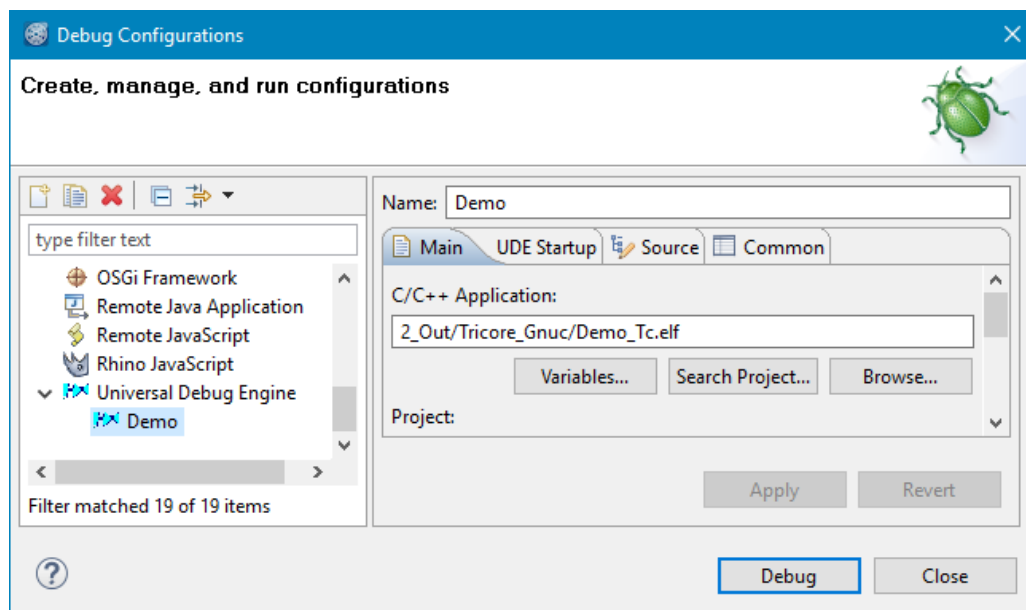 Debug Configurations
Create, manage, and run configurations
type filter text
OSGi Framework
Remote Java Application
Remote JavaScript
Rhino JavaScript
Universal Debug Engine
Demo
Filter matched 19 of 19 items
Name: Demo
Main UDE Startup Source Common
C/C++ Application:
2_Out/Tricore_Gnuc/Demo_Tc.elf
Variables... Search Project... Browse...
Project:
Apply Revert
Debug Close